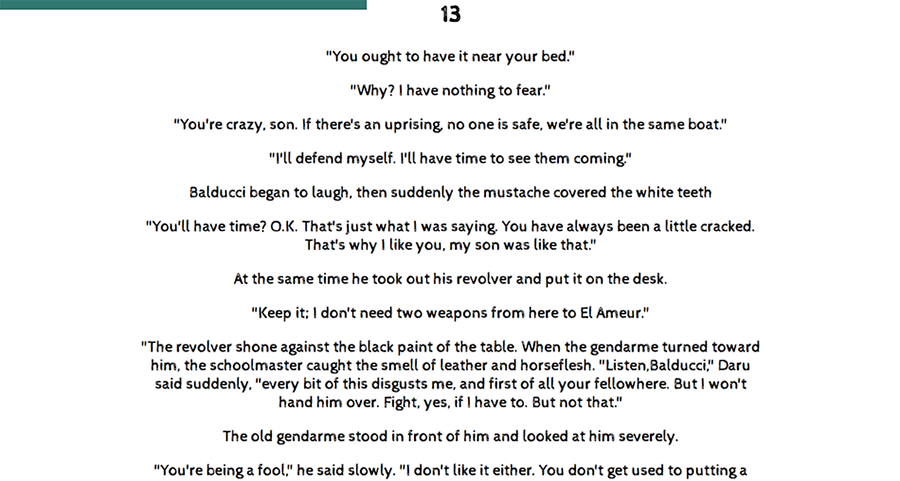 13
"You ought to have it near your bed."
"Why? I have nothing to fear."
"You're crazy, son. If there's an uprising, no one is safe, we're all in the same boat."
"I'll defend myself. I'll have time to see them coming."
Balducci began to laugh, then suddenly the mustache covered the white teeth
"You'll have time? O.K. That's just what I was saying. You have always been a little cracked.
That's why I like you, my son was like that."
At the same time he took out his revolver and put it on the desk.
"Keep it; I don't need two weapons from here to El Ameur."
"The revolver shone against the black paint of the table. When the gendarme turned toward
him, the schoolmaster caught the smell of leather and horseflesh. "Listen,Balducci," Daru
said suddenly, "every bit of this disgusts me, and first of all your fellowhere. But I won't
hand him over. Fight, yes, if I have to. But not that."
The old gendarme stood in front of him and looked at him severely.
"You're being a fool," he said slowly. "I don't like it either. You don't get used to putting a